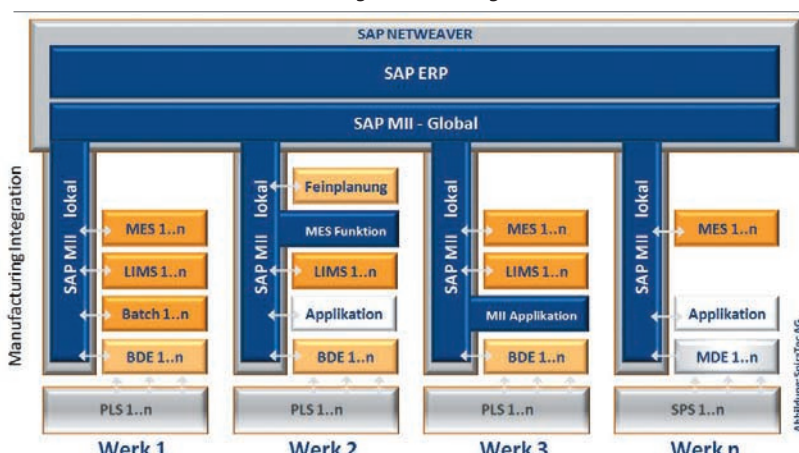 SAP NETWEAVER
SAP ERP
SAP MII - Global
Manufacturing Integration
SAP MII lokal
MES 1..n
LIMS 1..n
Batch 1..n
BDE 1..n
PLS 1..n
Werk 1
SAP MII lokal
Feinplanung
MES Funktion
LIMS 1..n
Applikation
BDE 1..n
PLS 1..n
Werk 2
SAP MII lokal
MES 1..n
LIMS 1..n
MII Applikation
BDE 1..n
PLS 1..n
Werk 3
SAP MII lokal
MES 1..n
Applikation
MDE 1..n
SPS 1..n
Werk n